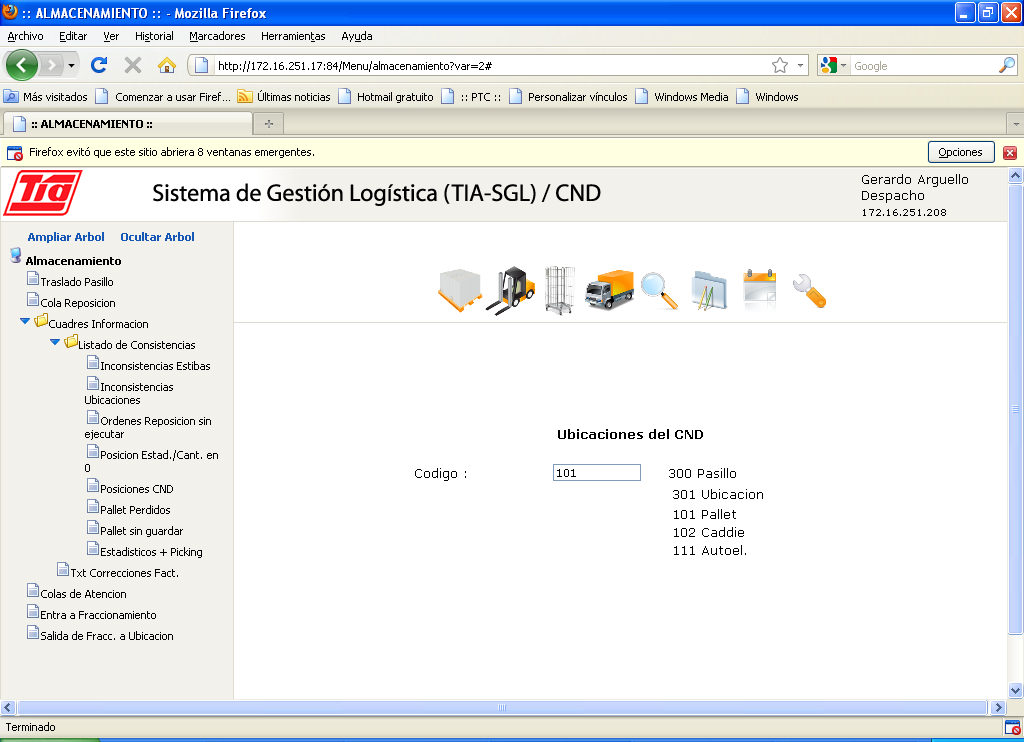 :: ALMACENAMIENTO :: - Mozilla Firefox
Archivo Editar Ver Historial Marcadores Herramientas Ayuda
http://172.16.251.17:84/Menu/almacenamiento?var=2#
Google
Más visitados Comenzar a usar Firef... Últimas noticias Hotmail gratuito :: PTC :: Personalizar vínculos Windows Media Windows
:: ALMACENAMIENTO ::
Firefox evitó que este sitio abriera 8 ventanas emergentes.
Opciones
Tia
Sistema de Gestión Logística (TIA-SGL) / CND
Gerardo Arguello
Despacho
172.16.251.208
Ampliar Arbol Ocultar Arbol
Almacenamiento
Traslado Pasillo
Cola Reposicion
Cuadres Informacion
Listado de Consistencias
Inconsistencias Estibas
Inconsistencias
Ubicaciones
Ordenes Reposicion sin
ejecutar
Posicion Estad./Cant. en
0
Posiciones CND
Pallet Perdidos
Pallet sin guardar
Estadisticos + Picking
Txt Correcciones Fact.
Colas de Atencion
Entra a Fraccionamiento
Salida de Fracc. a Ubicacion
Ubicaciones del CND
Codigo : 101 300 Pasillo
301 Ubicacion
101 Pallet
102 Caddie
111 Autoel.
Terminado